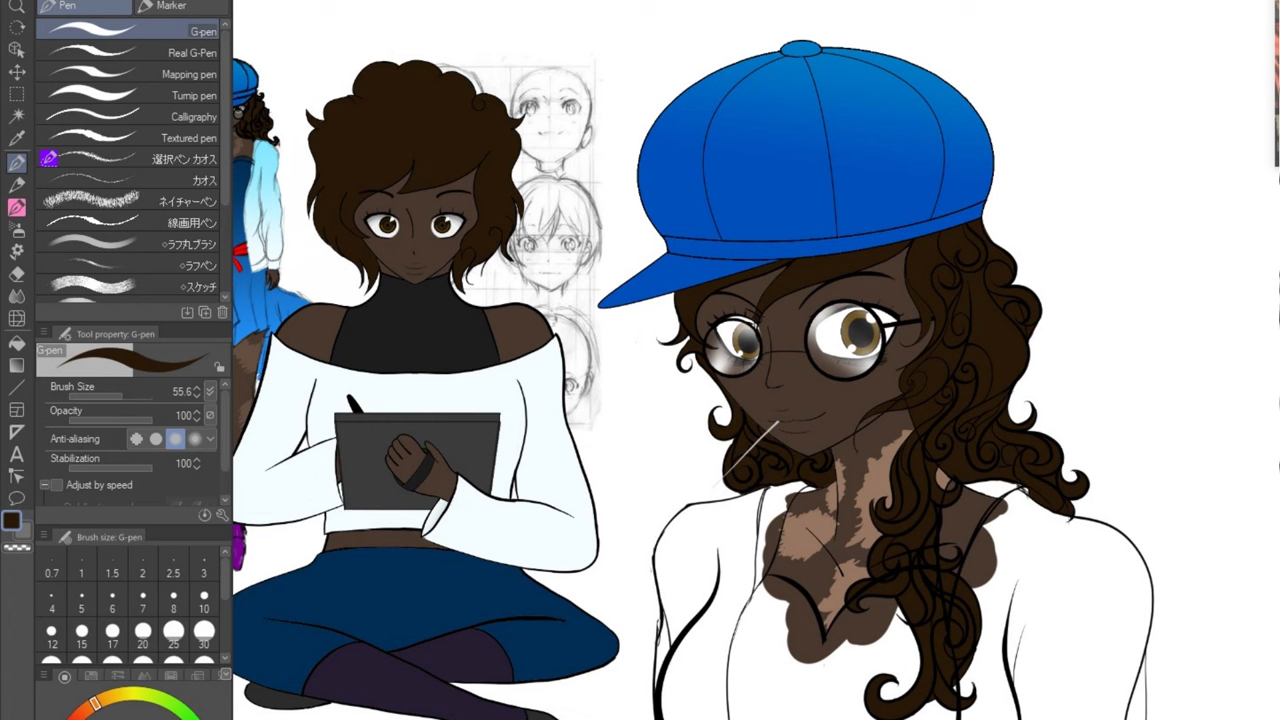 Pen
Marker
G-pen
Real G-Pen
Mapping pen
Turnip pen
Calligraphy
Textured pen
選択ペン カオス
カオス
ネイチャーペン
線画用ペン
◇ラフ丸ブラシ
◇ラフペン
◇スケッチ
Tool property: G-pen
G-pen
Brush Size 55.6
Opacity 100
Anti-aliasing
Stabilization 100
Adjust by speed
Brush size: G-pen
0.7 1 1.5 2 2.5 3
4 5 6 7 8 10
12 15 17 20 25 30